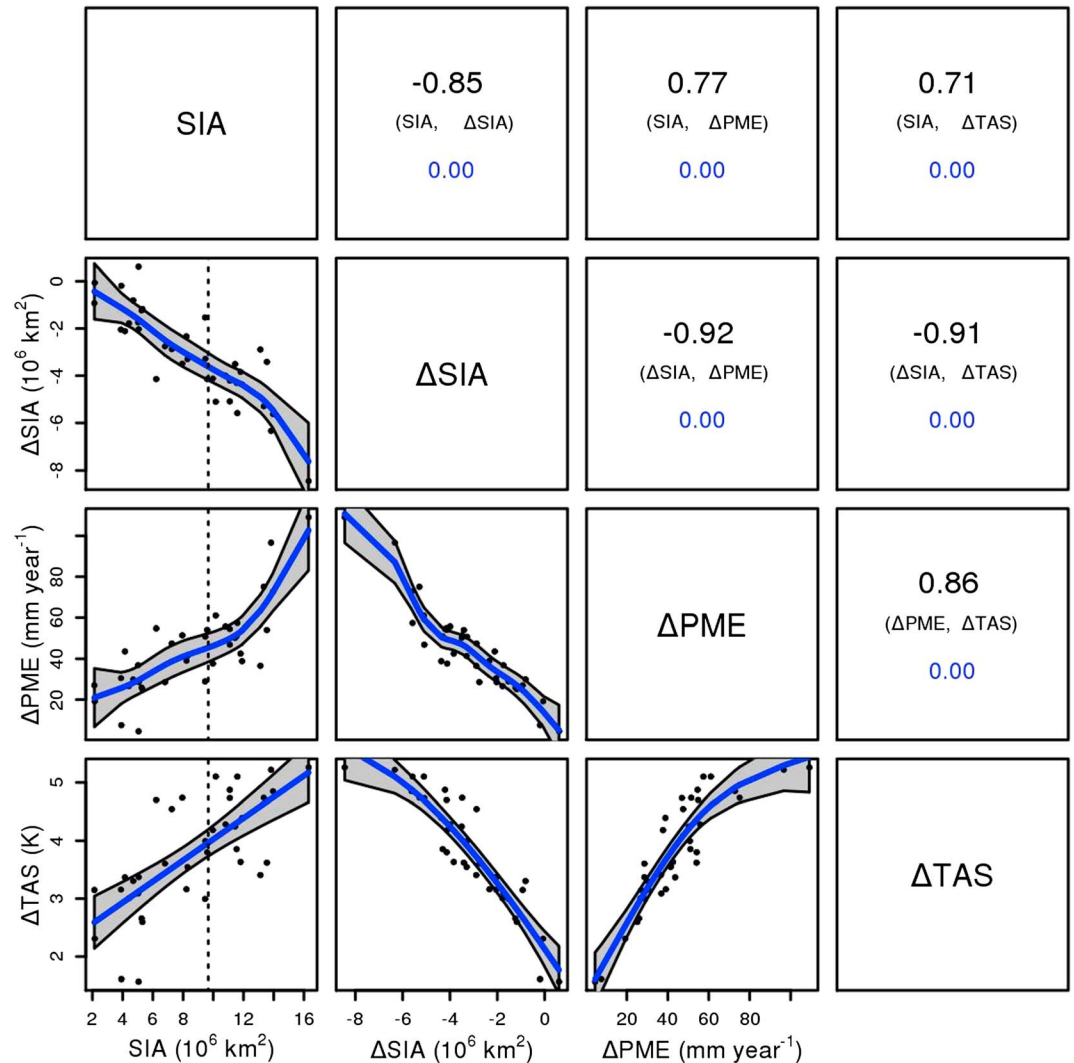 SIA
-0.85
(SIA, ΔSIA)
0.00
0.77
(SIA, ΔPME)
0.00
0.71
(SIA, ΔTAS)
0.00
ΔSIA (10⁶ km²)
0
-2
-4
-6
-8
ΔSIA
-0.92
(ΔSIA, ΔPME)
0.00
-0.91
(ΔSIA, ΔTAS)
0.00
ΔPME (mm year⁻¹)
80
60
40
20
ΔPME
0.86
(ΔPME, ΔTAS)
0.00
ΔTAS (K)
5
4
3
2
ΔTAS
2 4 6 8 12 16
SIA (10⁶ km²)
-8 -6 -4 -2 0
ΔSIA (10⁶ km²)
20 40 60 80
ΔPME (mm year⁻¹)